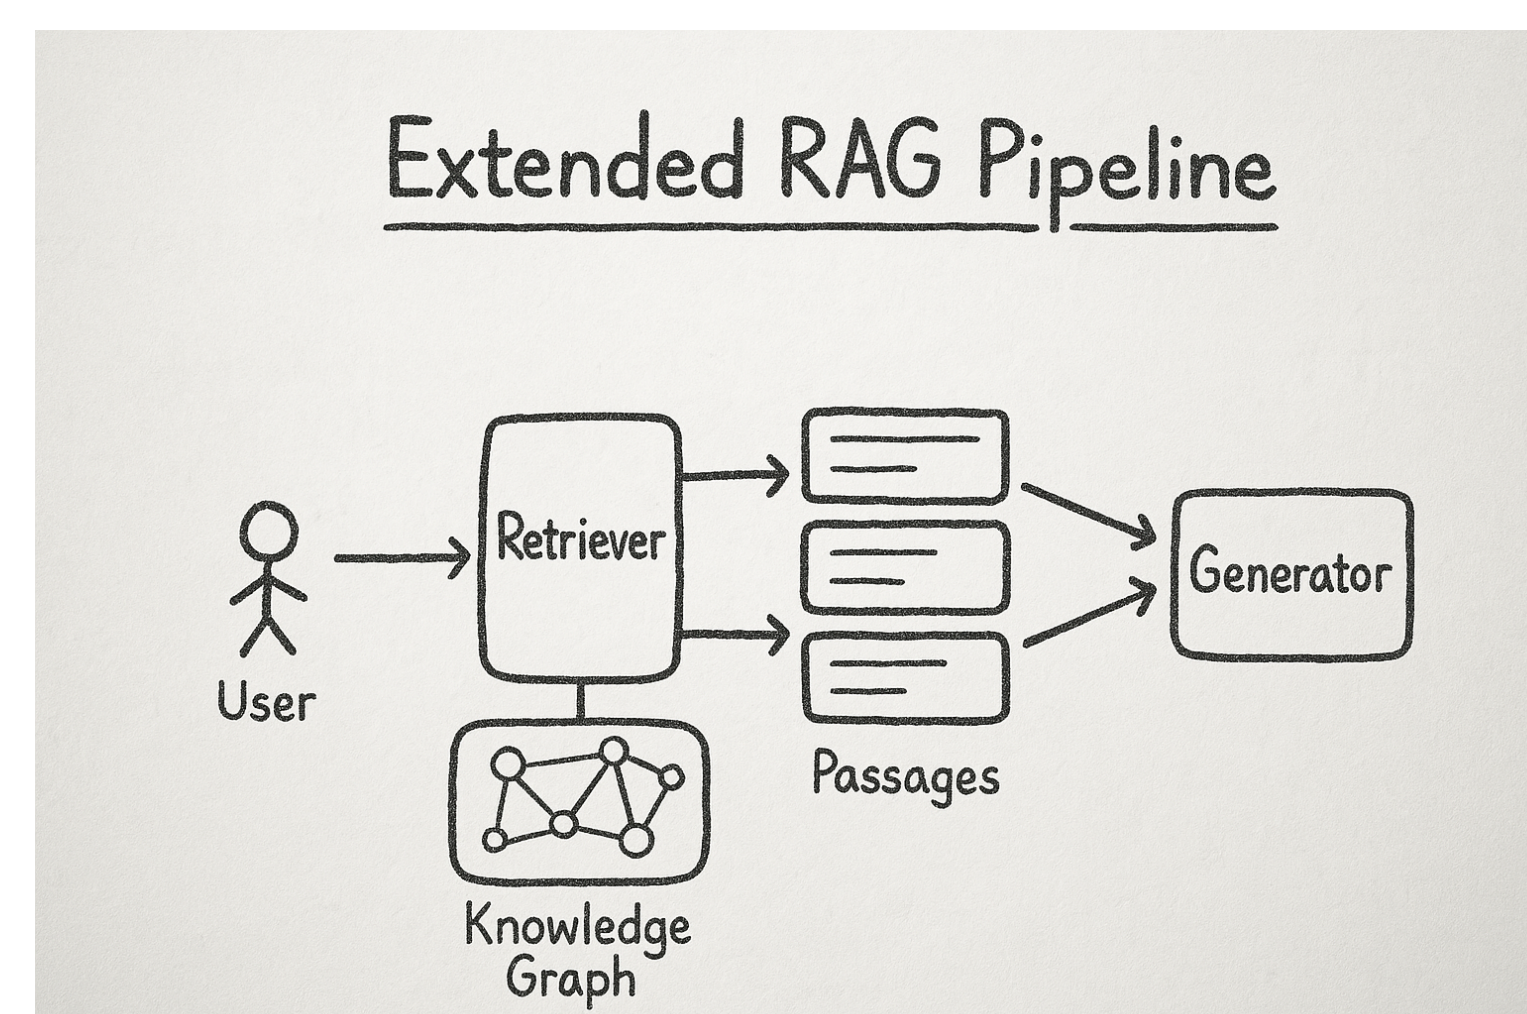 Extended RAG Pipeline
Retriever
Generator
User
Passages
Knowledge
Graph